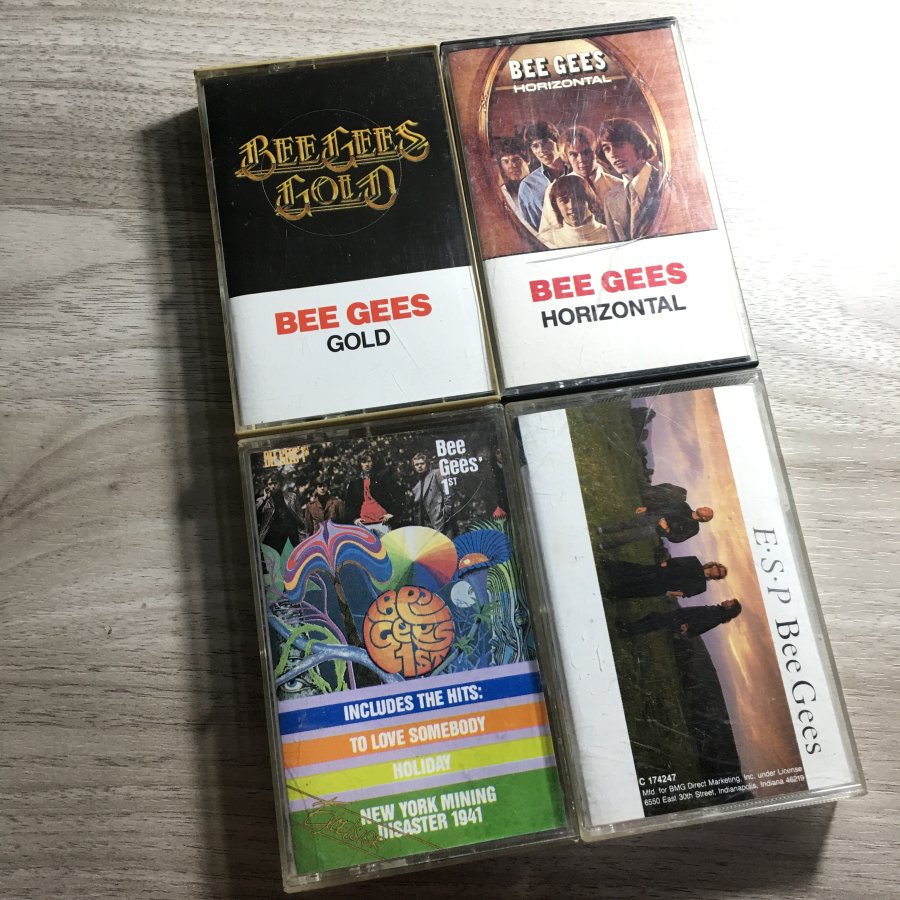 BEE GEES
GOLD
BEE GEES
GOLD
BEE GEES
HORIZONTAL
BEE GEES
HORIZONTAL
Bee
Gees'
1ST
Bee
Gees
1st
INCLUDES THE HITS:
TO LOVE SOMEBODY
HOLIDAY
NEW YORK MINING
DISASTER 1941
E·S·P Bee Gees
C 174247
Mfd. for BMG Direct Marketing, Inc. under License
6550 East 30th Street, Indianapolis, Indiana 46219